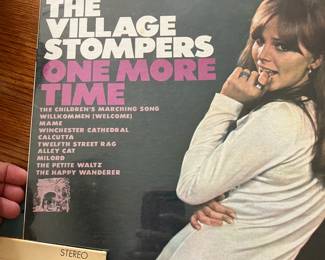 THE
VILLAGE
STOMPERS
ONE MORE
TIME
THE CHILDREN'S MARCHING SONG
WILLKOMMEN (WELCOME)
MAME
WINCHESTER CATHEDRAL
CALCUTTA
TWELFTH STREET RAG
ALLEY CAT
MILORD
THE PETITE WALTZ
THE HAPPY WANDERER
STEREO